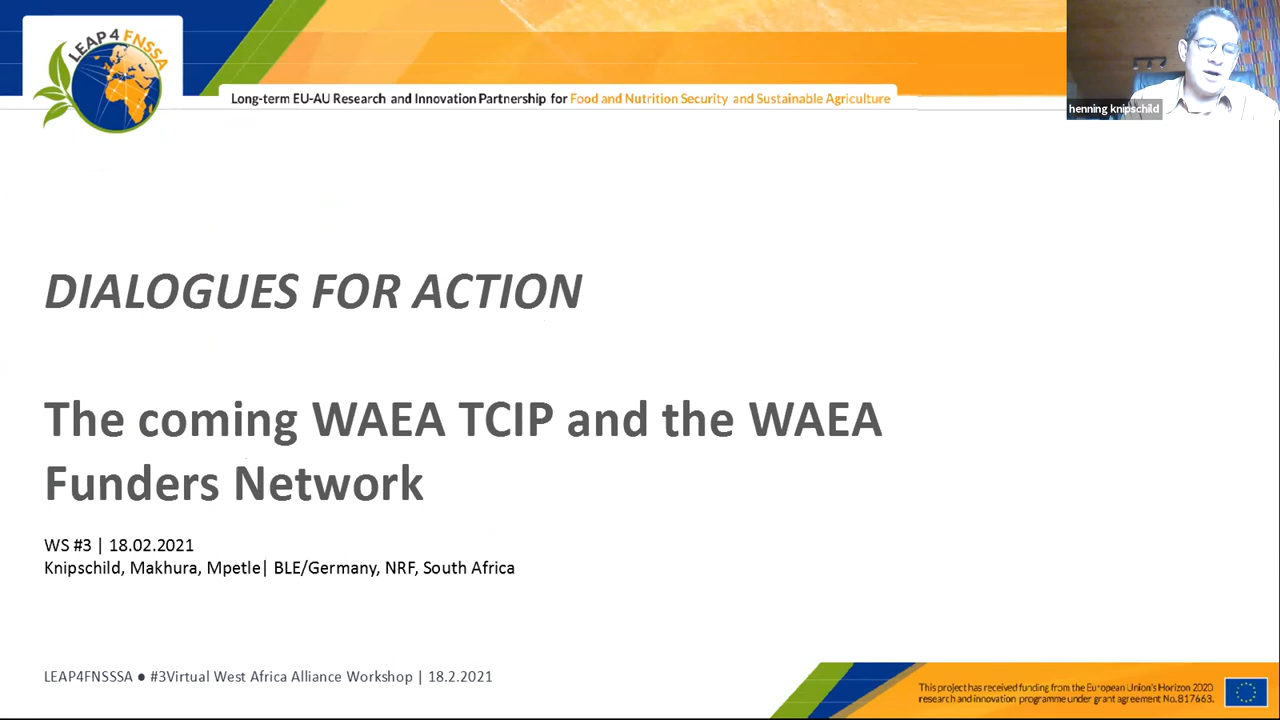 LEAP4 FNSSA
Long-term EU-AU Research and Innovation Partnership for Food and Nutrition Security and Sustainable Agriculture
henning knipschild
DIALOGUES FOR ACTION
The coming WAEA TCIP and the WAEA
Funders Network
WS #3 | 18.02.2021
Knipschild, Makhura, Mpetle| BLE/Germany, NRF, South Africa
LEAP4FNSSSA ● #3Virtual West Africa Alliance Workshop | 18.2.2021
This project has received funding from the European Union's Horizon 2020
research and innovation programme under grant agreement No.817663.